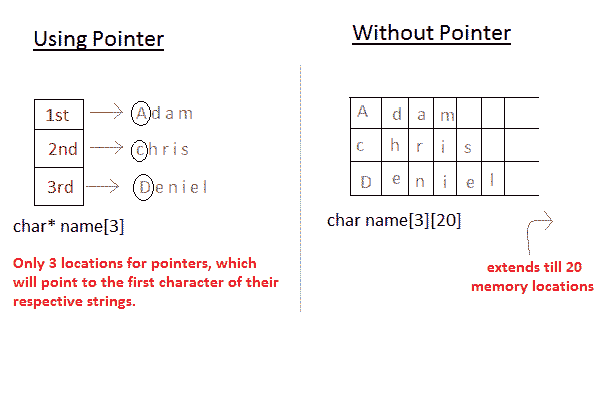 Using Pointer
1st Adam
2nd chris
3rd Deniel
char* name[3]
Only 3 locations for pointers, which
will point to the first character of their
respective strings.
Without Pointer
A d a m
c h r i s
D e n i e l
char name[3][20]
extends till 20
memory locations